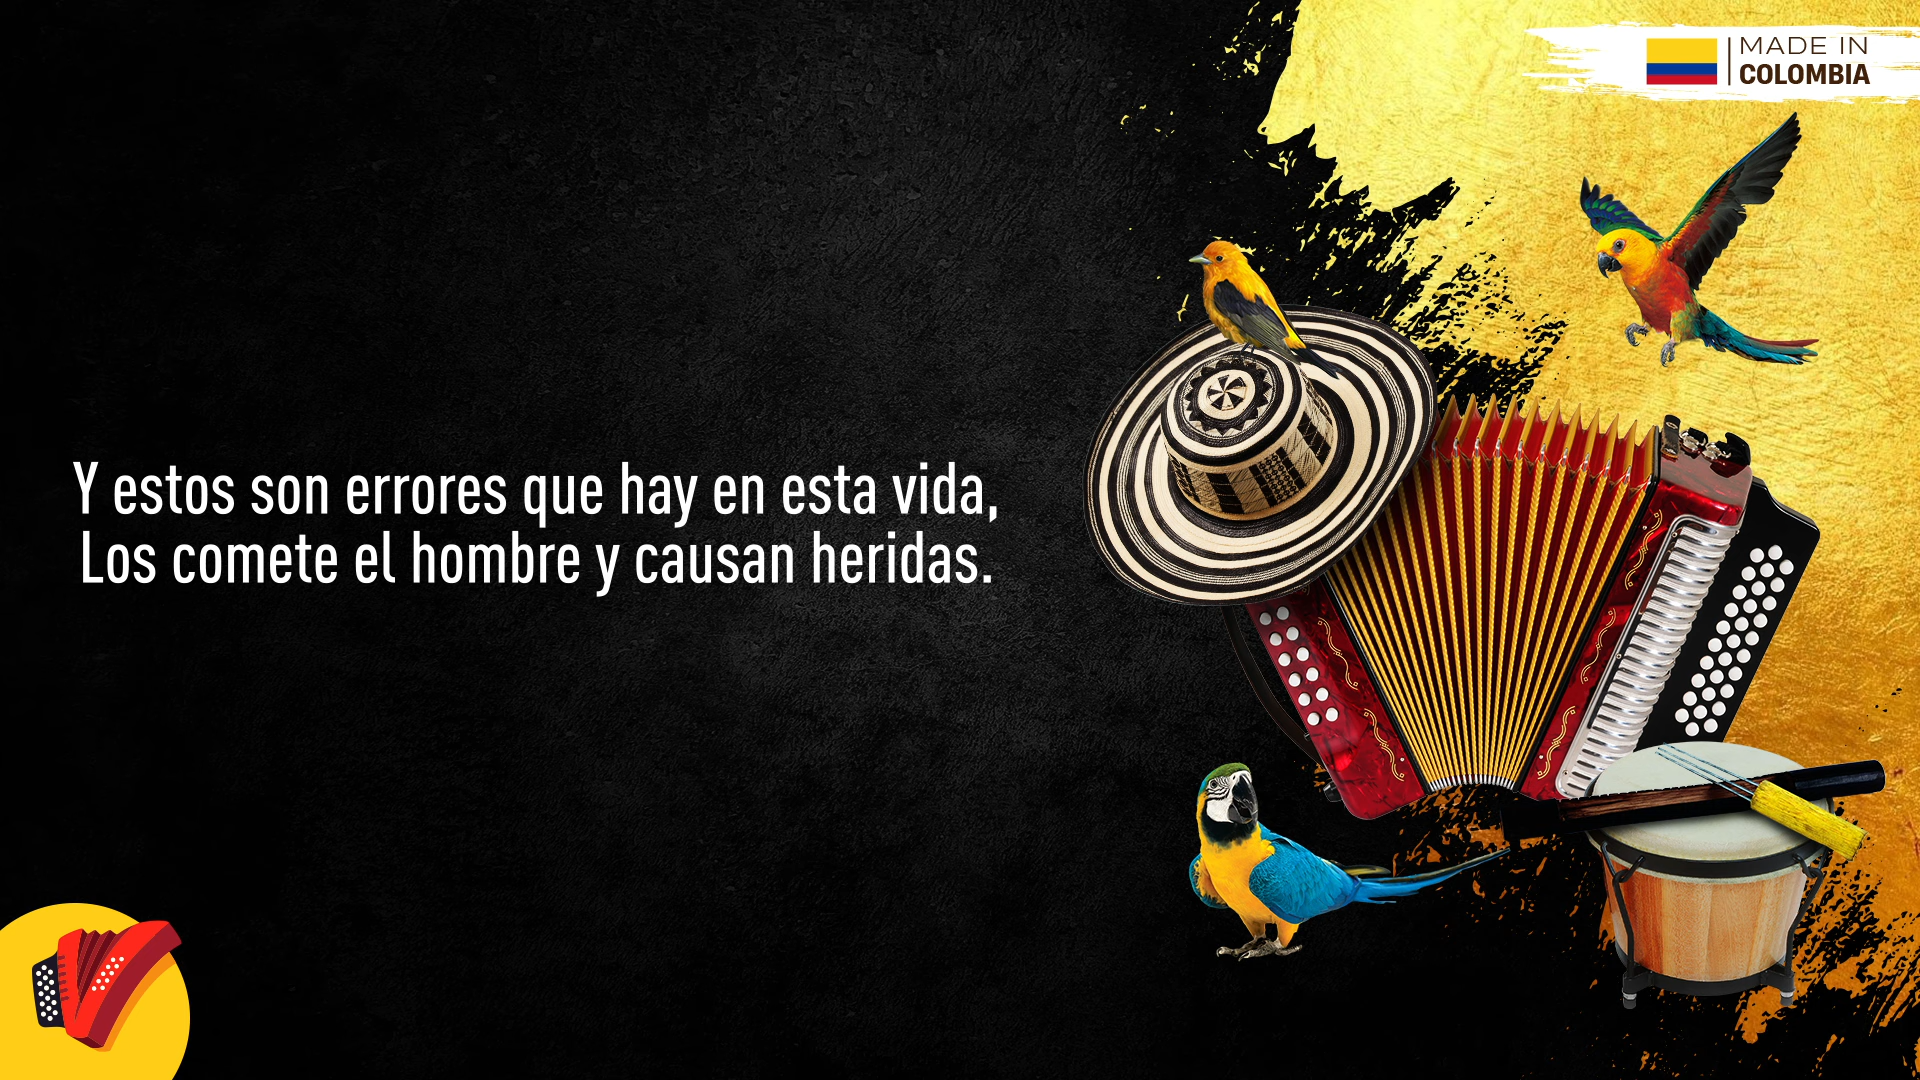 MADE IN
COLOMBIA
Y estos son errores que hay en esta vida,
Los comete el hombre y causan heridas.